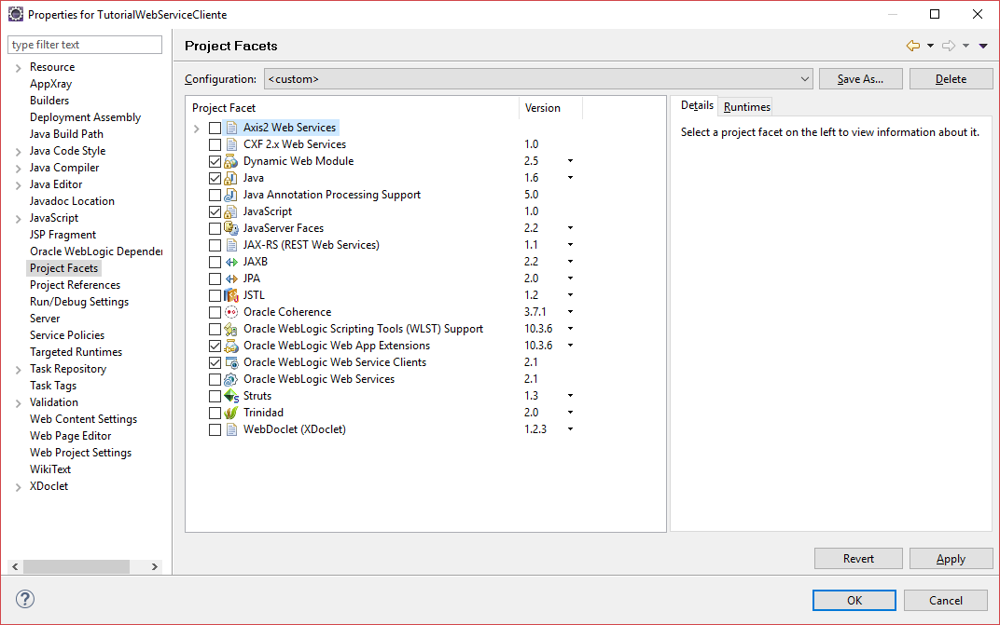 Properties for TutorialWebServiceCliente
type filter text
Resource
AppXray
Builders
Deployment Assembly
Java Build Path
Java Code Style
Java Compiler
Java Editor
Javadoc Location
JavaScript
JSP Fragment
Oracle WebLogic Depender
Project Facets
Project References
Run/Debug Settings
Server
Service Policies
Targeted Runtimes
Task Repository
Task Tags
Validation
Web Content Settings
Web Page Editor
Web Project Settings
WikiText
XDoclet
Project Facets
Configuration: <custom> Save As... Delete
Project Facet Version
Axis2 Web Services
CXF 2.x Web Services 1.0
Dynamic Web Module 2.5
Java 1.6
Java Annotation Processing Support 5.0
JavaScript 1.0
JavaServer Faces 2.2
JAX-RS (REST Web Services) 1.1
JAXB 2.2
JPA 2.0
JSTL 1.2
Oracle Coherence 3.7.1
Oracle WebLogic Scripting Tools (WLST) Support 10.3.6
Oracle WebLogic Web App Extensions 10.3.6
Oracle WebLogic Web Service Clients 2.1
Oracle WebLogic Web Services 2.1
Struts 1.3
Trinidad 2.0
WebDoclet (XDoclet) 1.2.3
Details Runtimes
Select a project facet on the left to view information about it.
Revert Apply
? OK Cancel